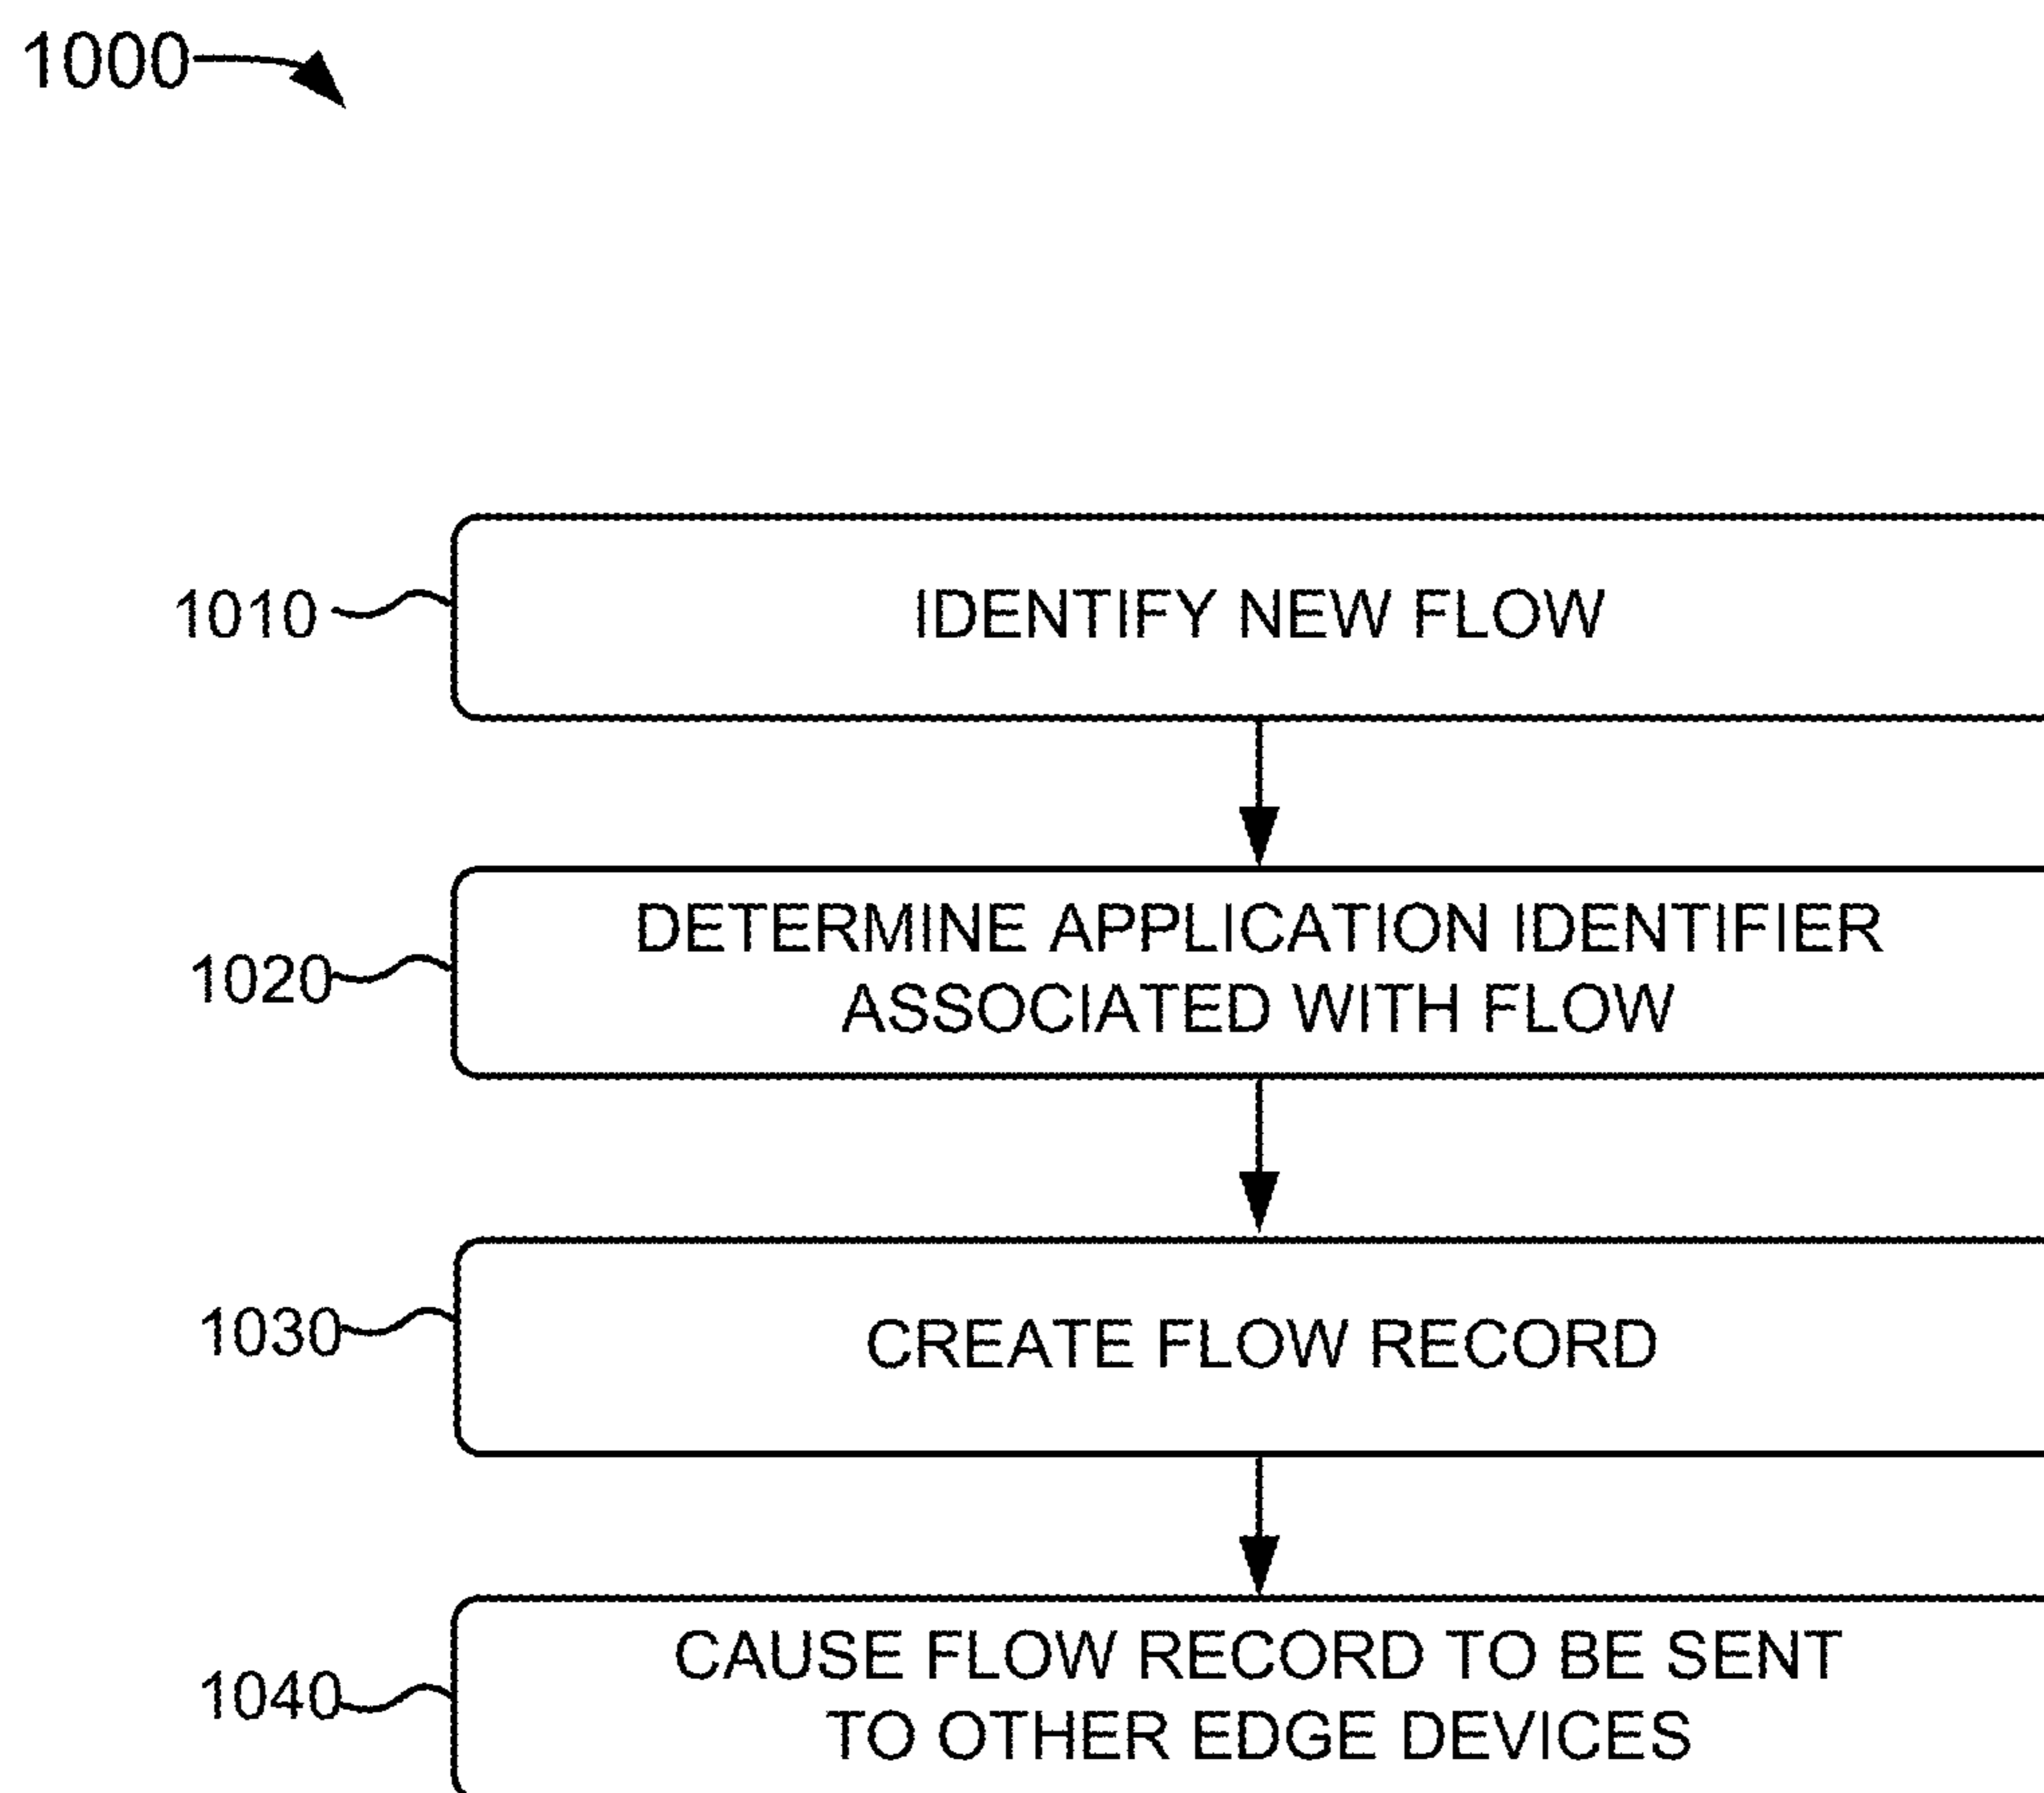 1000
1010
IDENTIFY NEW FLOW
1020
DETERMINE APPLICATION IDENTIFIER
ASSOCIATED WITH FLOW
1030
CREATE FLOW RECORD
1040
CAUSE FLOW RECORD TO BE SENT
TO OTHER EDGE DEVICES